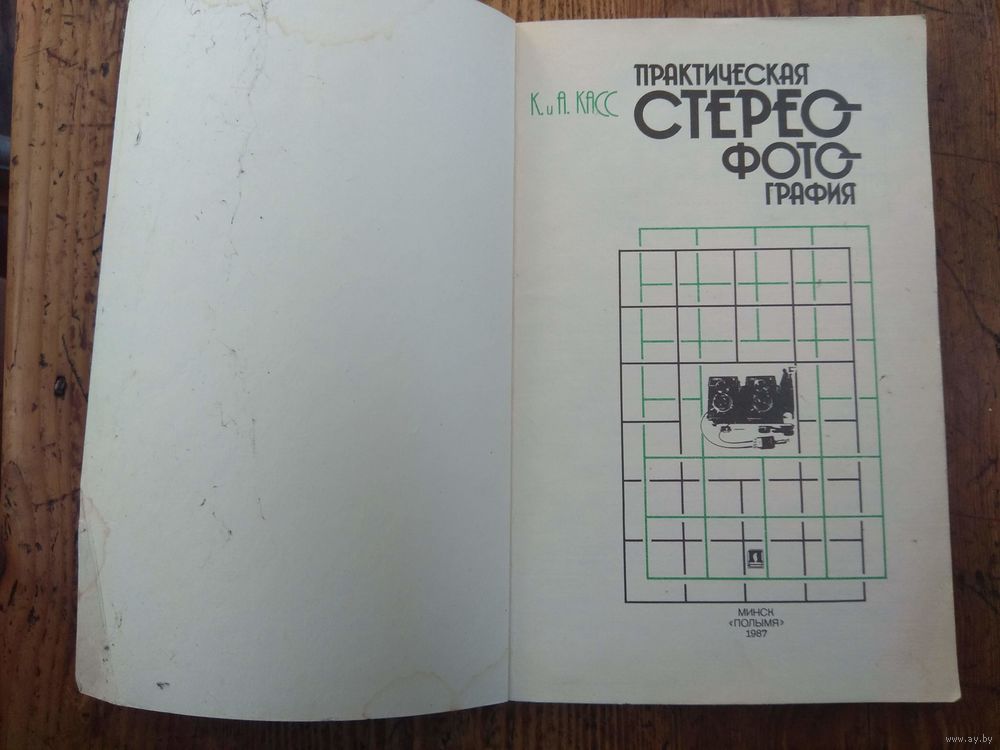 К. и А. КАСС
ПРАКТИЧЕСКАЯ
СТЕРЕО-
ФОТО-
ГРАФИЯ
МИНСК
«ПОЛЫМЯ»
1987
www.ay.by